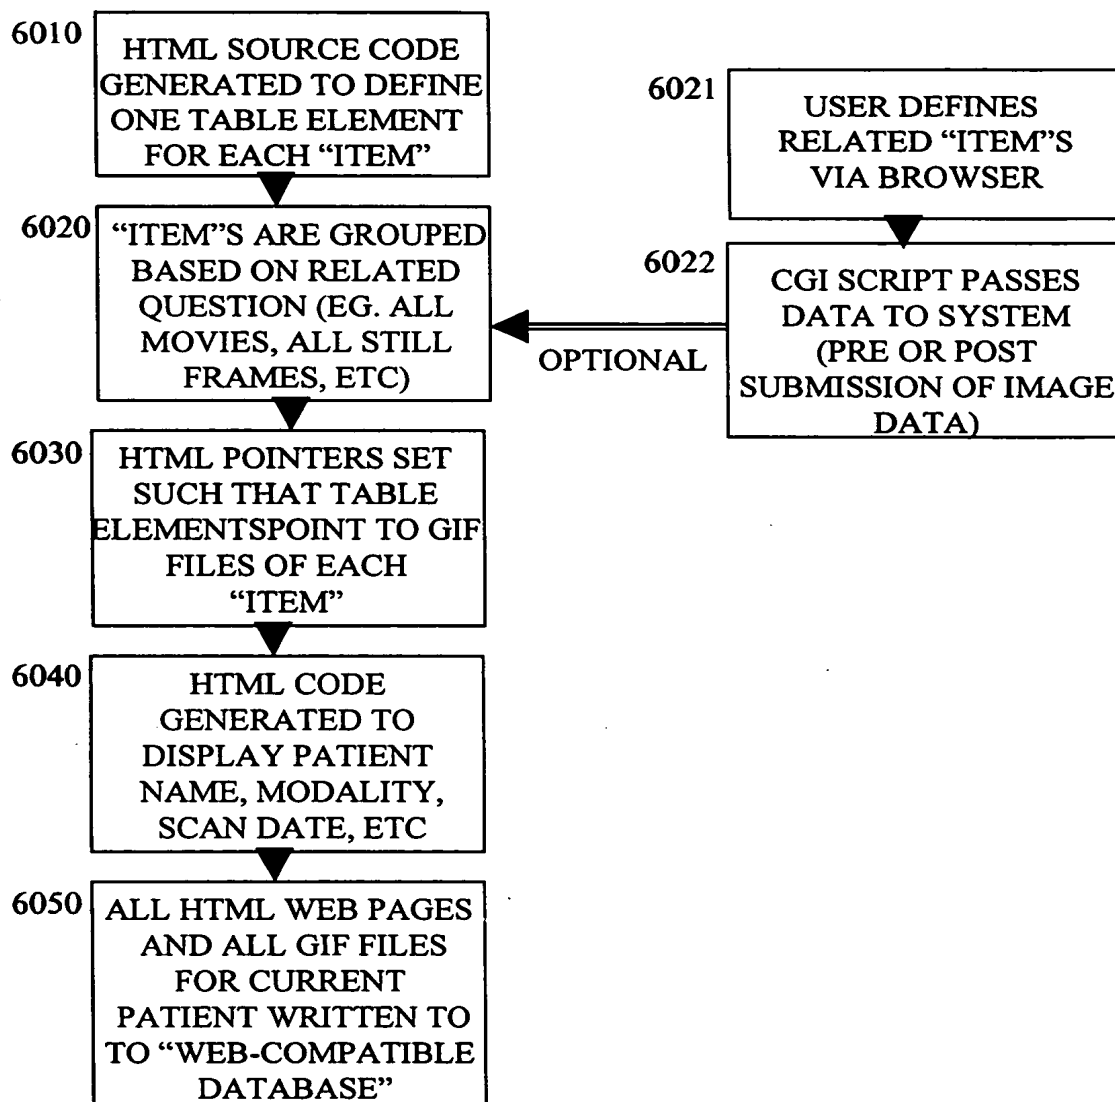 6010
HTML SOURCE CODE
GENERATED TO DEFINE
ONE TABLE ELEMENT
FOR EACH “ITEM”
6020
“ITEM”S ARE GROUPED
BASED ON RELATED
QUESTION (EG. ALL
MOVIES, ALL STILL
FRAMES, ETC)
6021
USER DEFINES
RELATED “ITEM”S
VIA BROWSER
6022
CGI SCRIPT PASSES
DATA TO SYSTEM
(PRE OR POST
SUBMISSION OF IMAGE
DATA)
OPTIONAL
6030
HTML POINTERS SET
SUCH THAT TABLE
ELEMENTSPOINT TO GIF
FILES OF EACH
“ITEM”
6040
HTML CODE
GENERATED TO
DISPLAY PATIENT
NAME, MODALITY,
SCAN DATE, ETC
6050
ALL HTML WEB PAGES
AND ALL GIF FILES
FOR CURRENT
PATIENT WRITTEN TO
TO “WEB-COMPATIBLE
DATABASE”